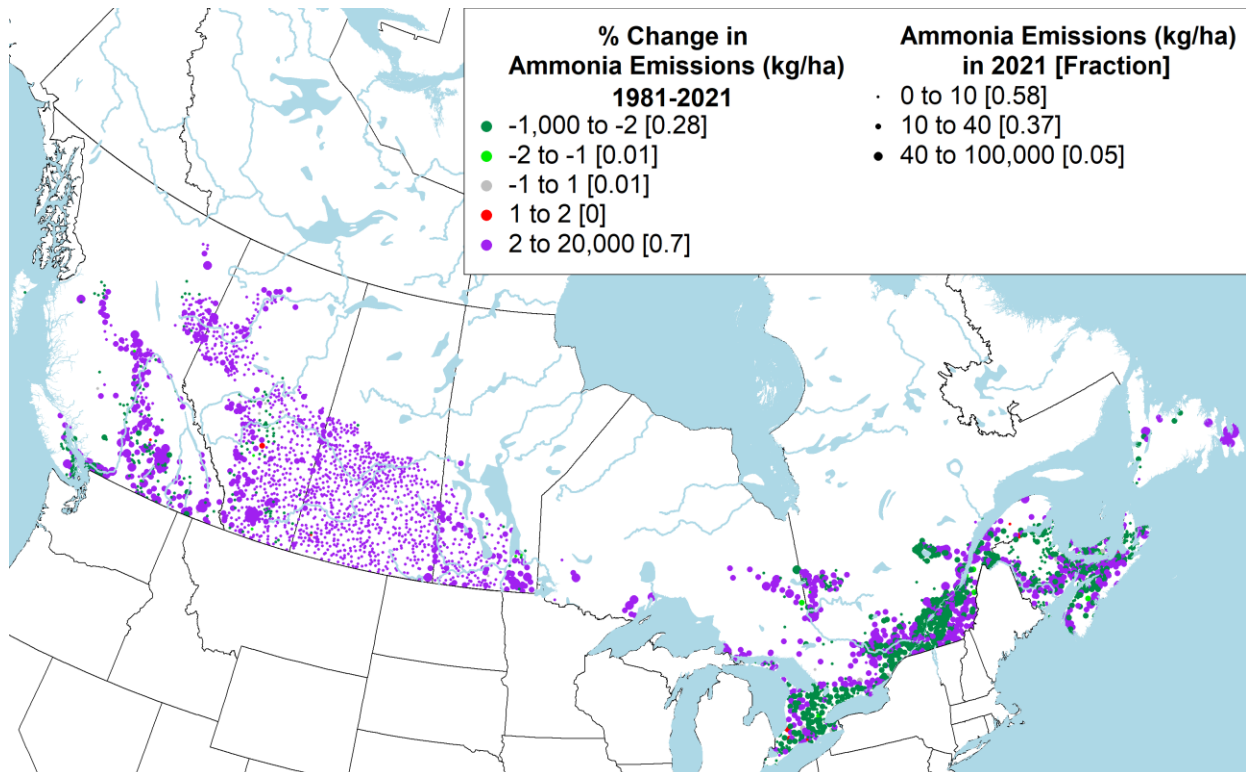 % Change in
Ammonia Emissions (kg/ha)
1981-2021
-1,000 to -2 [0.28]
-2 to -1 [0.01]
-1 to 1 [0.01]
1 to 2 [0]
2 to 20,000 [0.7]
Ammonia Emissions (kg/ha)
in 2021 [Fraction]
0 to 10 [0.58]
10 to 40 [0.37]
40 to 100,000 [0.05]